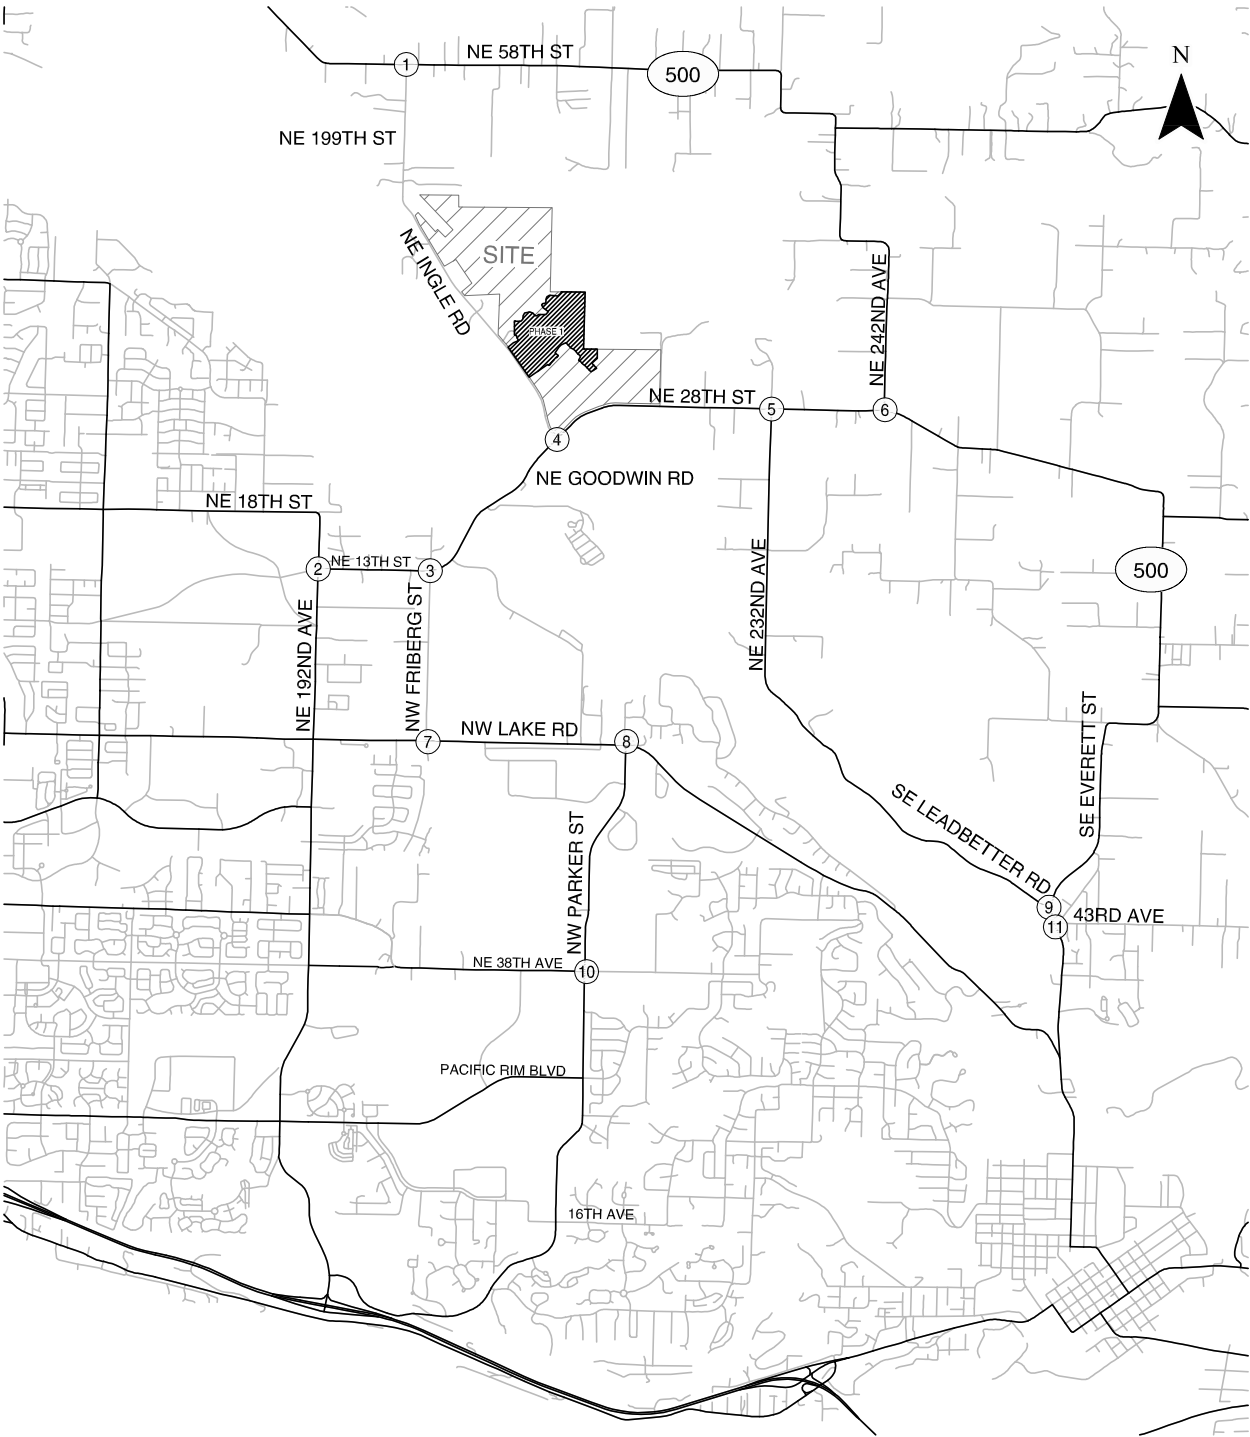 NE 58TH ST
1
500
N
NE 199TH ST
SITE
NE INGLE RD
NE 242ND AVE
PHASE 1
NE 28TH ST
5
6
4
NE GOODWIN RD
NE 18TH ST
NE 13TH ST
2
3
500
NE 192ND AVE
NW FRIBERG ST
NE 232ND AVE
NW LAKE RD
7
8
SE EVERETT ST
SE LEADBETTER RD
NW PARKER ST
9
43RD AVE
11
NE 38TH AVE
10
PACIFIC RIM BLVD
16TH AVE